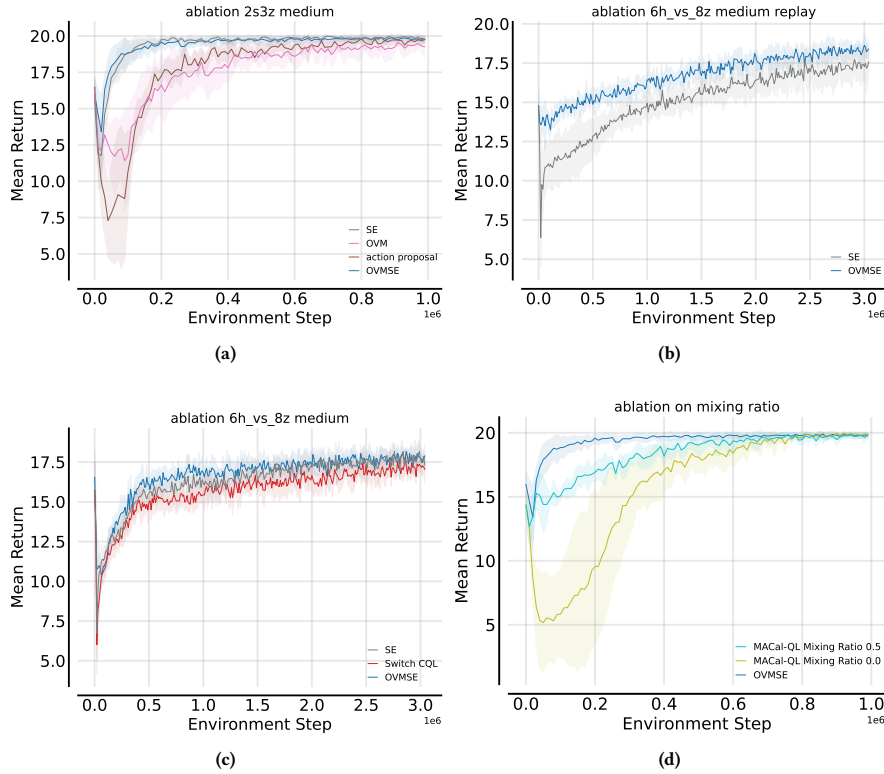 ablation 2s3z medium
Mean Return
20.0
17.5
15.0
12.5
10.0
7.5
5.0
SE
OVM
action proposal
OVMSE
0.0 0.2 0.4 0.6 0.8 1.0
Environment Step
1e6
(a)
ablation 6h_vs_8z medium replay
Mean Return
20.0
17.5
15.0
12.5
10.0
7.5
5.0
SE
OVMSE
0.0 0.5 1.0 1.5 2.0 2.5 3.0
Environment Step
1e6
(b)
ablation 6h_vs_8z medium
Mean Return
17.5
15.0
12.5
10.0
7.5
5.0
SE
Switch CQL
OVMSE
0.0 0.5 1.0 1.5 2.0 2.5 3.0
Environment Step
1e6
(c)
ablation on mixing ratio
Mean Return
20
15
10
5
MACal-QL Mixing Ratio 0.5
MACal-QL Mixing Ratio 0.0
OVMSE
0.0 0.2 0.4 0.6 0.8 1.0
Environment Step
1e6
(d)